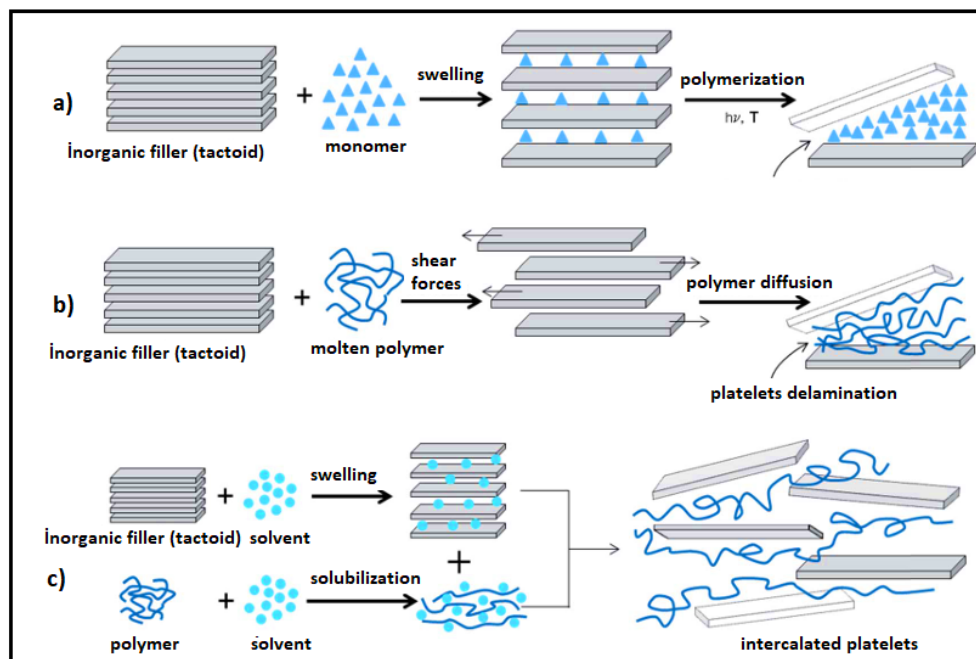 a)
İnorganic filler (tactoid)
+
monomer
swelling
polymerization
hν, T
b)
İnorganic filler (tactoid)
+
molten polymer
shear
forces
polymer diffusion
platelets delamination
c)
İnorganic filler (tactoid)
+
solvent
swelling
+
polymer
+
solvent
solubilization
intercalated platelets